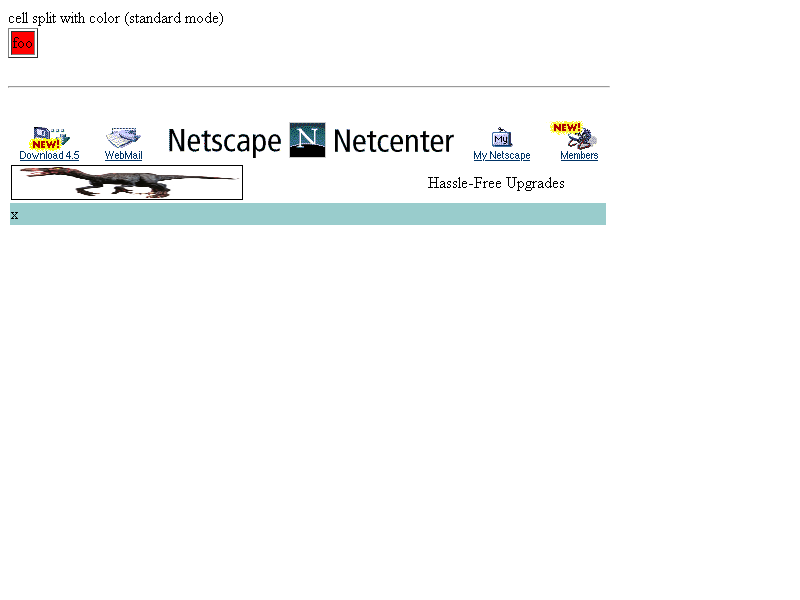 cell split with color (standard mode)
foo
NEW! NEW!
Netscape N Netcenter
Download 4.5 WebMail My My Netscape Members
Hassle-Free Upgrades
x